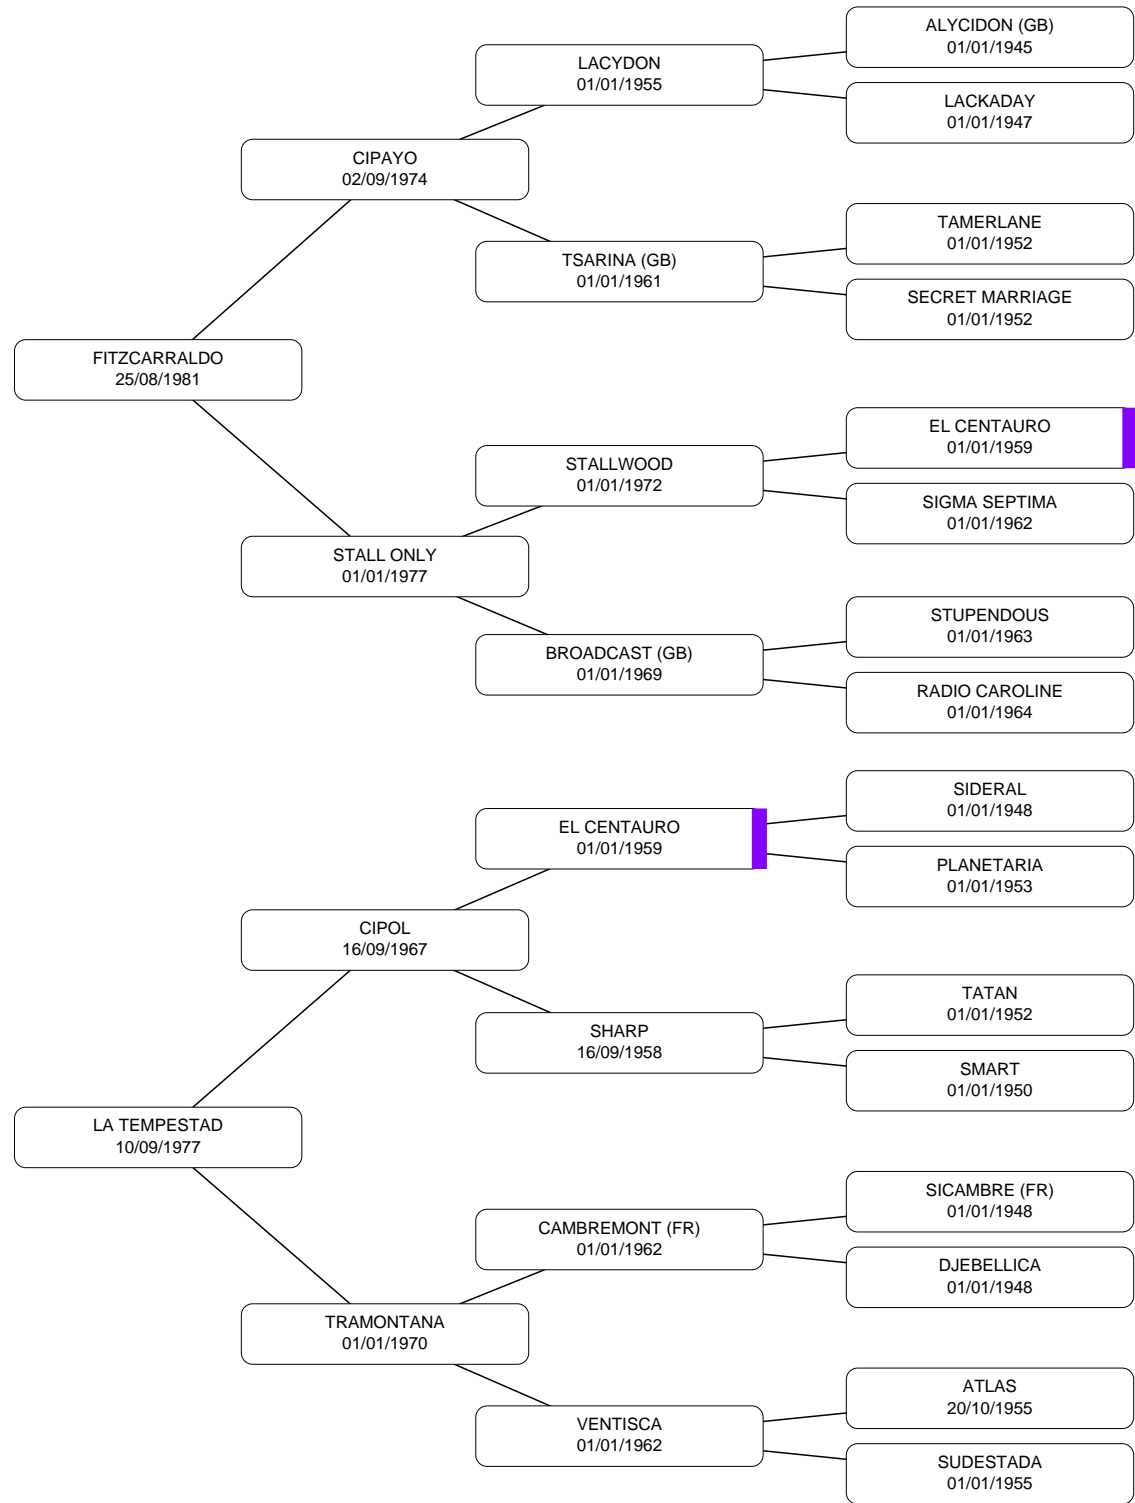 ALYCIDON (GB)
01/01/1945
LACYDON
01/01/1955
LACKADAY
01/01/1947
CIPAYO
02/09/1974
TAMERLANE
01/01/1952
TSARINA (GB)
01/01/1961
SECRET MARRIAGE
01/01/1952
FITZCARRALDO
25/08/1981
EL CENTAURO
01/01/1959
STALLWOOD
01/01/1972
SIGMA SEPTIMA
01/01/1962
STALL ONLY
01/01/1977
STUPENDOUS
01/01/1963
BROADCAST (GB)
01/01/1969
RADIO CAROLINE
01/01/1964
SIDERAL
01/01/1948
EL CENTAURO
01/01/1959
PLANETARIA
01/01/1953
CIPOL
16/09/1967
TATAN
01/01/1952
SHARP
16/09/1958
SMART
01/01/1950
LA TEMPESTAD
10/09/1977
SICAMBRE (FR)
01/01/1948
CAMBREMONT (FR)
01/01/1962
DJEBELLICA
01/01/1948
TRAMONTANA
01/01/1970
ATLAS
20/10/1955
VENTISCA
01/01/1962
SUDESTADA
01/01/1955